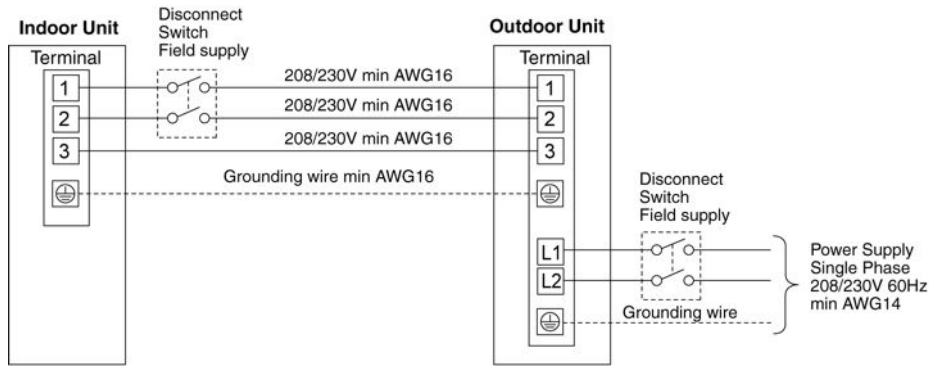 Indoor Unit
Disconnect
Switch
Field supply
Outdoor Unit
Terminal
Terminal
1
208/230V min AWG16
1
2
208/230V min AWG16
2
3
208/230V min AWG16
3
Grounding wire min AWG16
Disconnect
Switch
Field supply
L1
L2
Power Supply
Single Phase
208/230V 60Hz
min AWG14
Grounding wire